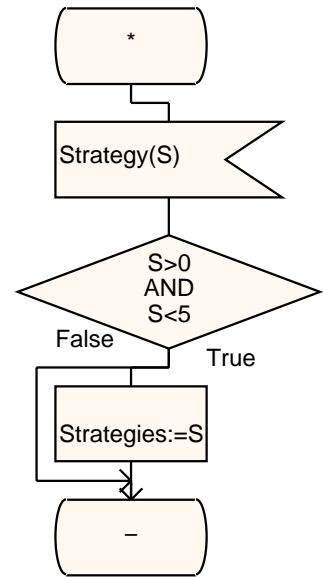 *
Strategy(S)
S>0
AND
S<5
False
True
Strategies:=S
–